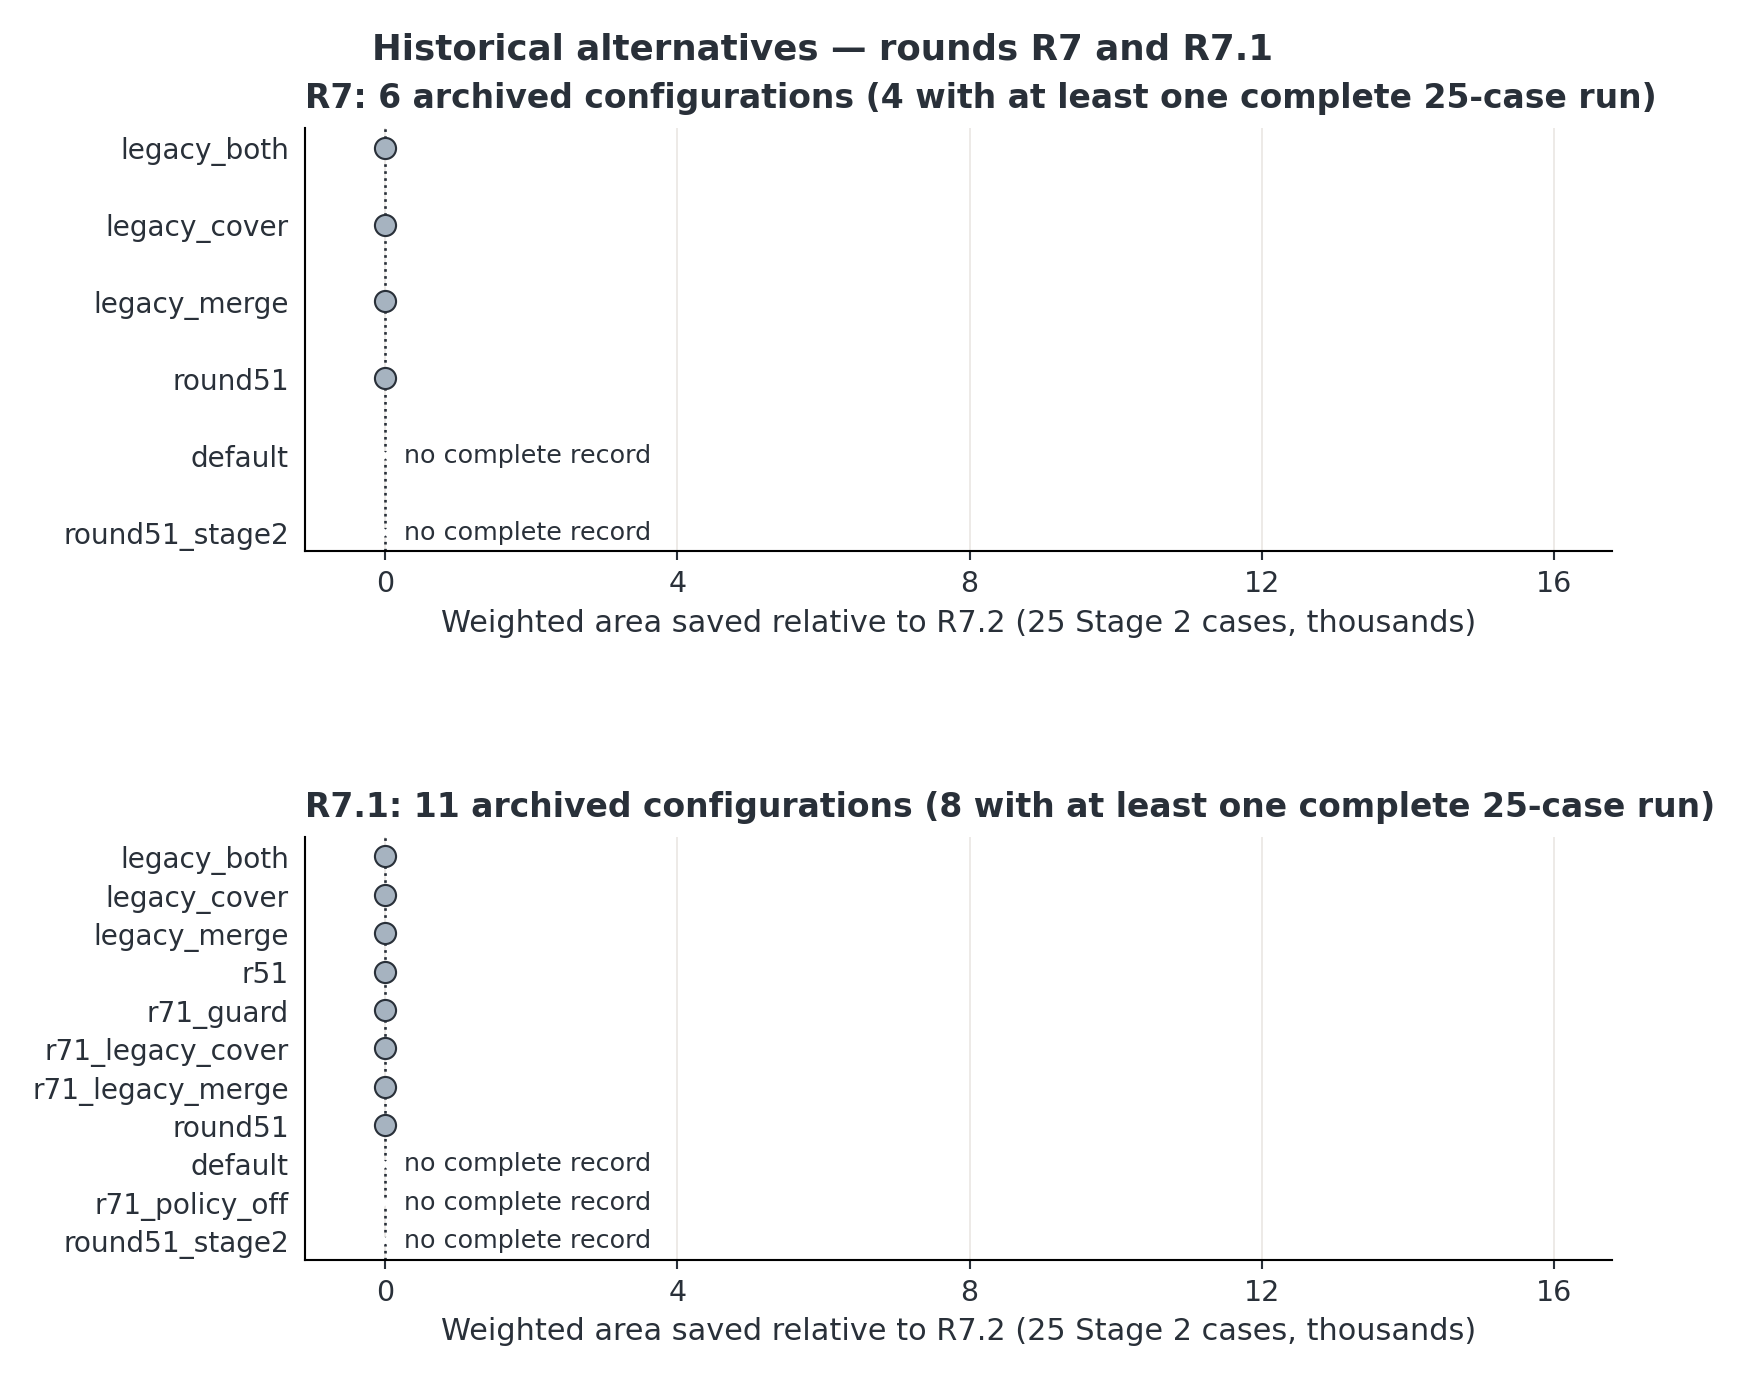 Historical alternatives — rounds R7 and R7.1
R7: 6 archived configurations (4 with at least one complete 25-case run)
legacy_both
legacy_cover
legacy_merge
round51
default no complete record
round51_stage2 no complete record
0 4 8 12 16
Weighted area saved relative to R7.2 (25 Stage 2 cases, thousands)
R7.1: 11 archived configurations (8 with at least one complete 25-case run)
legacy_both
legacy_cover
legacy_merge
r51
r71_guard
r71_legacy_cover
r71_legacy_merge
round51
default no complete record
r71_policy_off no complete record
round51_stage2 no complete record
0 4 8 12 16
Weighted area saved relative to R7.2 (25 Stage 2 cases, thousands)